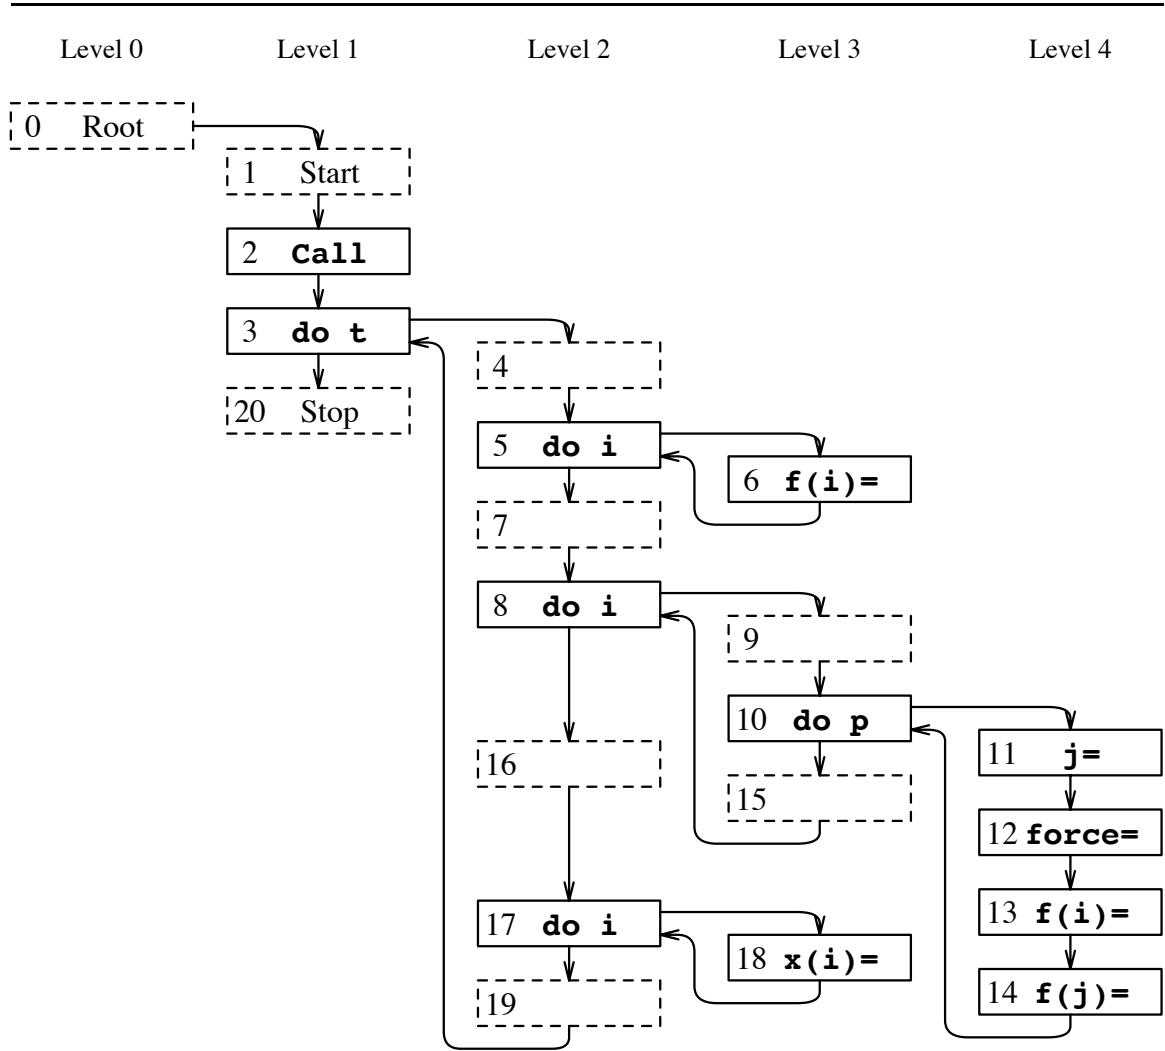 Level 0 Level 1 Level 2 Level 3 Level 4
0 Root
1 Start
2 Call
3 do t
4
20 Stop
5 do i
6 f(i)=
7
8 do i
9
10 do p
11 j=
16
15
12 force=
13 f(i)=
17 do i
18 x(i)=
14 f(j)=
19